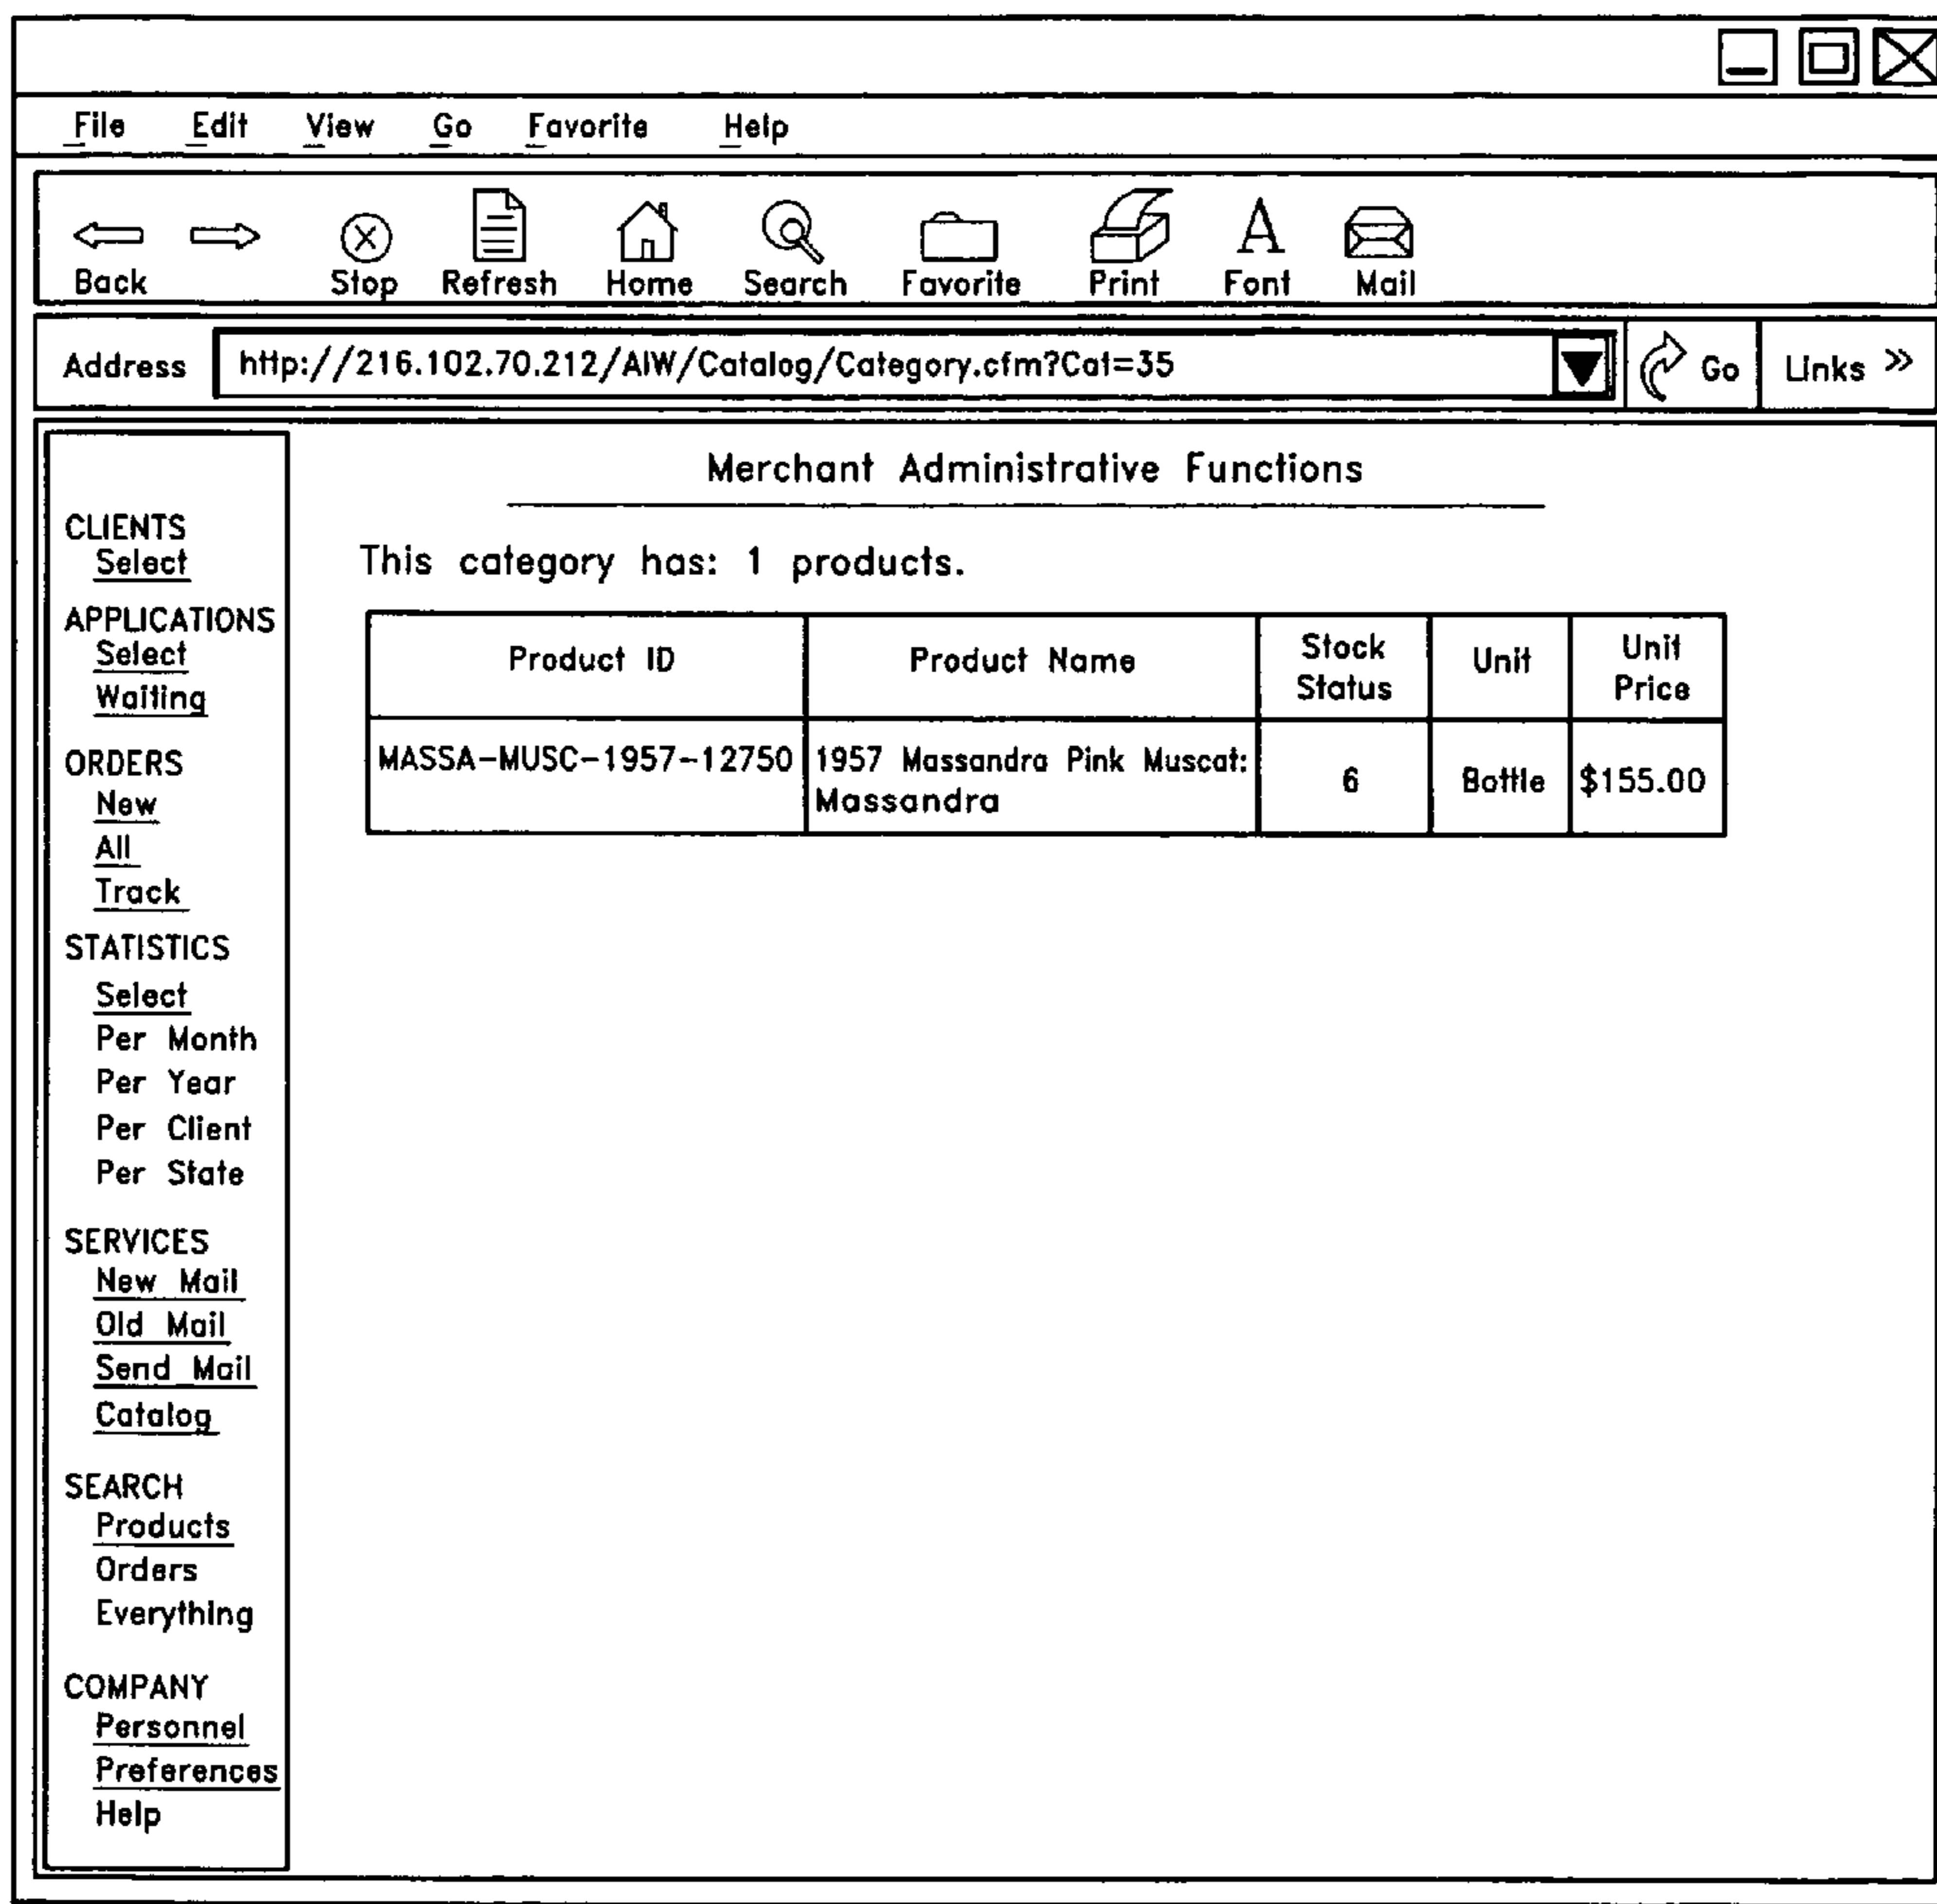 File Edit View Go Favorite Help
Back Stop Refresh Home Search Favorite Print Font Mail
Address http://216.102.70.212/AIW/Catalog/Category.cfm?Cat=35 Go Links >>
Merchant Administrative Functions
This category has: 1 products.
Product ID Product Name Stock Status Unit Unit Price
MASSA-MUSC-1957-12750 1957 Massandra Pink Muscat: Massandra 6 Bottle $155.00
CLIENTS
Select
APPLICATIONS
Select
Waiting
ORDERS
New
All
Track
STATISTICS
Select
Per Month
Per Year
Per Client
Per State
SERVICES
New Mail
Old Mail
Send Mail
Catalog
SEARCH
Products
Orders
Everything
COMPANY
Personnel
Preferences
Help